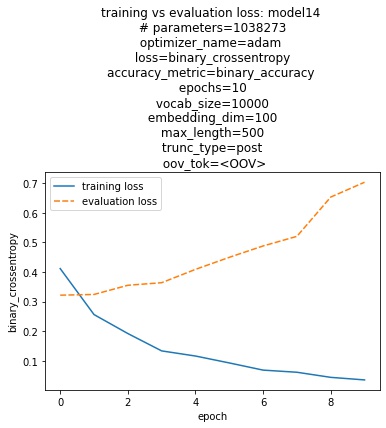 training vs evaluation loss: model14
# parameters=1038273
optimizer_name=adam
loss=binary_crossentropy
accuracy_metric=binary_accuracy
epochs=10
vocab_size=10000
embedding_dim=100
max_length=500
trunc_type=post
oov_tok=<OOV>
training loss
evaluation loss
0.7
0.6
0.5
0.4
0.3
0.2
0.1
binary_crossentropy
0 2 4 6 8
epoch